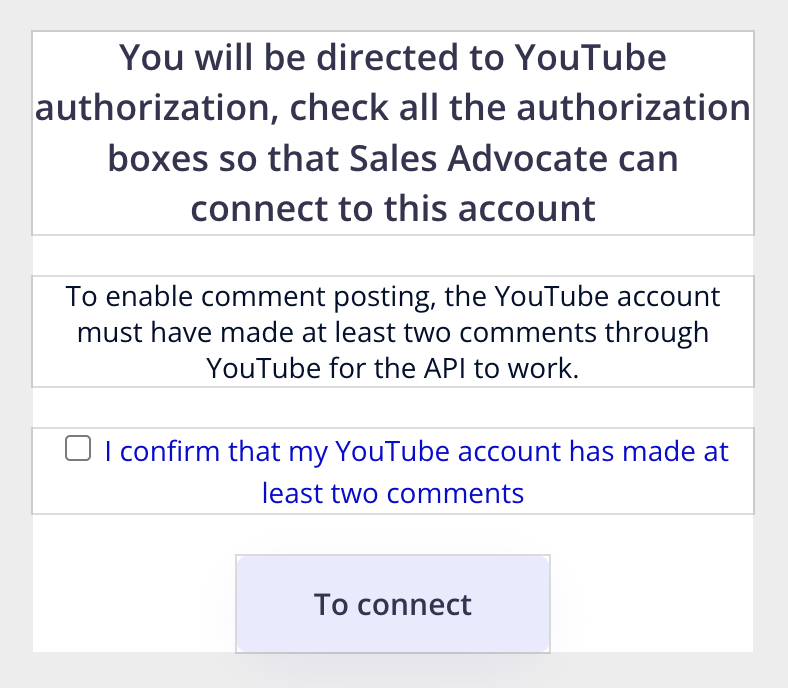 You will be directed to YouTube
authorization, check all the authorization
boxes so that Sales Advocate can
connect to this account
To enable comment posting, the YouTube account
must have made at least two comments through
YouTube for the API to work.
I confirm that my YouTube account has made at
least two comments
To connect